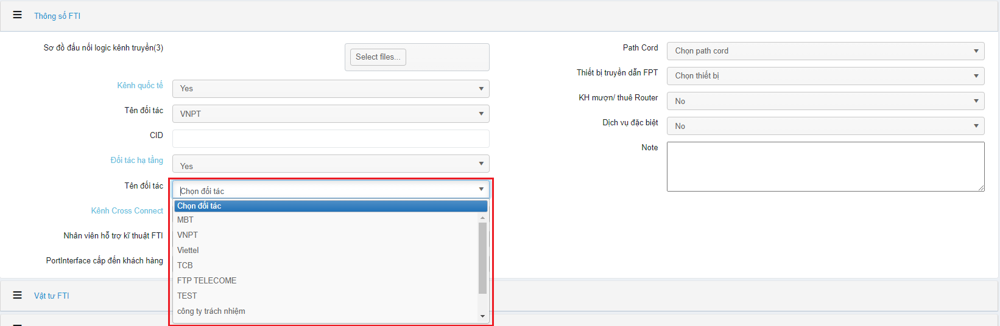 Thông số FTI
Sơ đồ đấu nối logic kênh truyền(3)
Select files...
Kênh quốc tế
Yes
Tên đối tác
VNPT
CID
Đối tác hạ tầng
Yes
Tên đối tác
Chọn đối tác
Chọn đối tác
MBT
VNPT
Viettel
TCB
FTP TELECOME
TEST
công ty trách nhiệm
Kênh Cross Connect
Nhân viên hỗ trợ kĩ thuật FTI
PortInterface cấp đến khách hàng
Path Cord
Chọn path cord
Thiết bị truyền dẫn FPT
Chọn thiết bị
KH mượn/ thuê Router
No
Dịch vụ đặc biệt
No
Note
Vật tư FTI